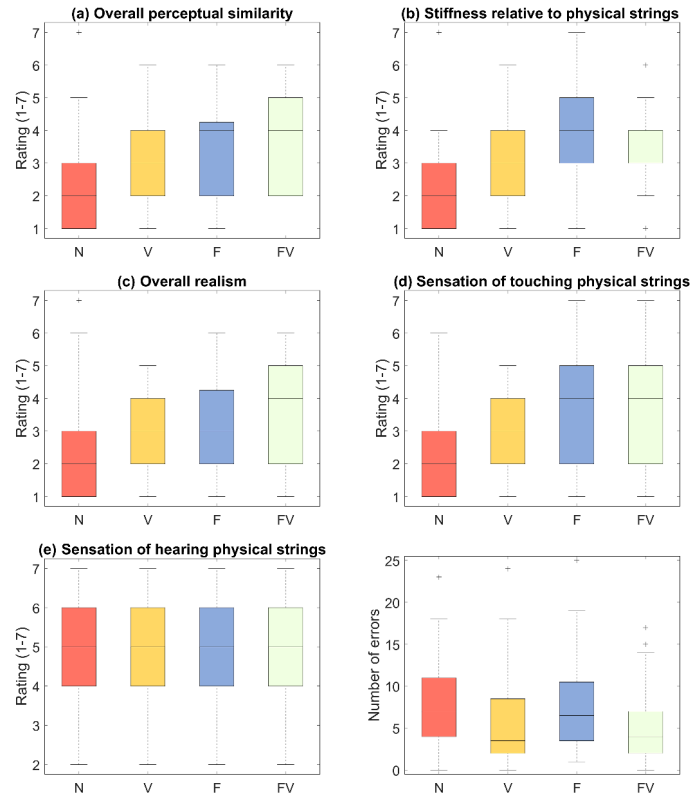 (a) Overall perceptual similarity
7
6
5
4
3
2
1
Rating (1-7)
N V F FV
(b) Stiffness relative to physical strings
7
6
5
4
3
2
1
Rating (1-7)
N V F FV
(c) Overall realism
7
6
5
4
3
2
1
Rating (1-7)
N V F FV
(d) Sensation of touching physical strings
7
6
5
4
3
2
1
Rating (1-7)
N V F FV
(e) Sensation of hearing physical strings
7
6
5
4
3
2
Rating (1-7)
N V F FV
25
20
15
10
5
0
Number of errors
N V F FV